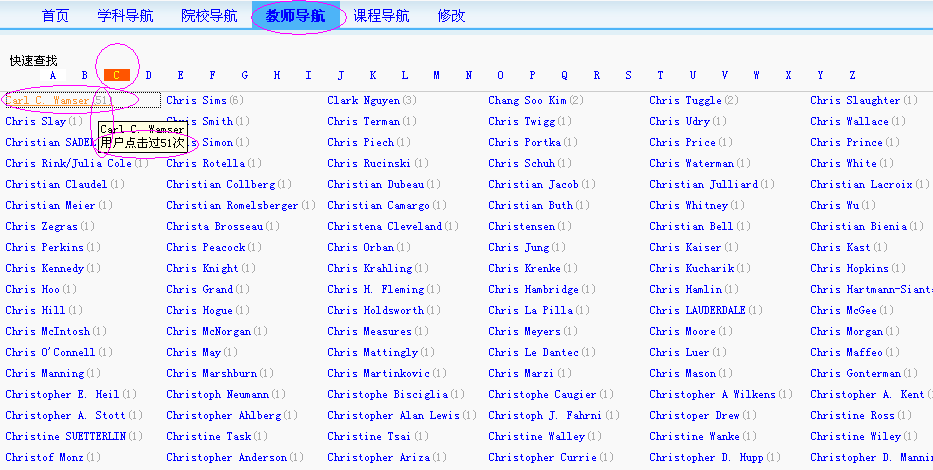 首页 学科导航 院校导航 教师导航 课程导航 修改
快速查找
A B C D E F G H I J K L M N O P Q R S T U V W X Y Z
Carl C. Wamser(51) Chris Sims(6) Clark Nguyen(3) Chang Soo Kim(2) Chris Tuggle(2) Chris Slaughter(1)
Chris Slay(1) Chris Smith(1) Chris Terman(1) Chris Twigg(1) Chris Udry(1) Chris Wallace(1)
Carl C. Wamser
用户点击过51次
Christian SADE Simon(1) Chris Piech(1) Chris Portka(1) Chris Price(1) Chris Prince(1)
Chris Rink/Julia Cole(1) Chris Rotella(1) Chris Rucinski(1) Chris Schuh(1) Chris Waterman(1) Chris White(1)
Christian Claudel(1) Christian Collberg(1) Christian Dubeau(1) Christian Jacob(1) Christian Julliard(1) Christian Lacroix(1)
Christian Meier(1) Christian Romelsberger(1) Christian Camargo(1) Christian Buth(1) Chris Whitney(1) Chris Wu(1)
Chris Zegras(1) Christa Brosseau(1) Christena Cleveland(1) Christensen(1) Christian Bell(1) Christian Bienia(1)
Chris Perkins(1) Chris Peacock(1) Chris Orban(1) Chris Jung(1) Chris Kaiser(1) Chris Kast(1)
Chris Kennedy(1) Chris Knight(1) Chris Krahling(1) Chris Krenke(1) Chris Kucharik(1) Chris Hopkins(1)
Chris Hoo(1) Chris Grand(1) Chris H. Fleming(1) Chris Hambridge(1) Chris Hamlin(1) Chris Hartmann-Siant
Chris Hill(1) Chris Hogue(1) Chris Holdsworth(1) Chris La Pilla(1) Chris LAUDERDALE(1) Chris McGee(1)
Chris McIntosh(1) Chris McNorgan(1) Chris Measures(1) Chris Meyers(1) Chris Moore(1) Chris Morgan(1)
Chris O'Connell(1) Chris May(1) Chris Mattingly(1) Chris Le Dantec(1) Chris Luer(1) Chris Maffeo(1)
Chris Manning(1) Chris Marshburn(1) Chris Martinkovic(1) Chris Marzi(1) Chris Mason(1) Chris Gonterman(1)
Christopher E. Heil(1) Christoph Neumann(1) Christophe Bisciglia(1) Christophe Caugier(1) Christopher A Wilkens(1) Christopher A. Kent(1
Christopher A. Stott(1) Christopher Ahlberg(1) Christopher Alan Lewis(1) Christoph J. Fahrni(1) Christoper Drew(1) Christine Ross(1)
Christine SUETTERLIN(1) Christine Task(1) Christine Tsai(1) Christine Walley(1) Christine Wanke(1) Christine Wiley(1)
Christof Monz(1) Christopher Anderson(1) Christopher Ariza(1) Christopher Currie(1) Christopher D. Hupp(1) Christopher D. Mannin